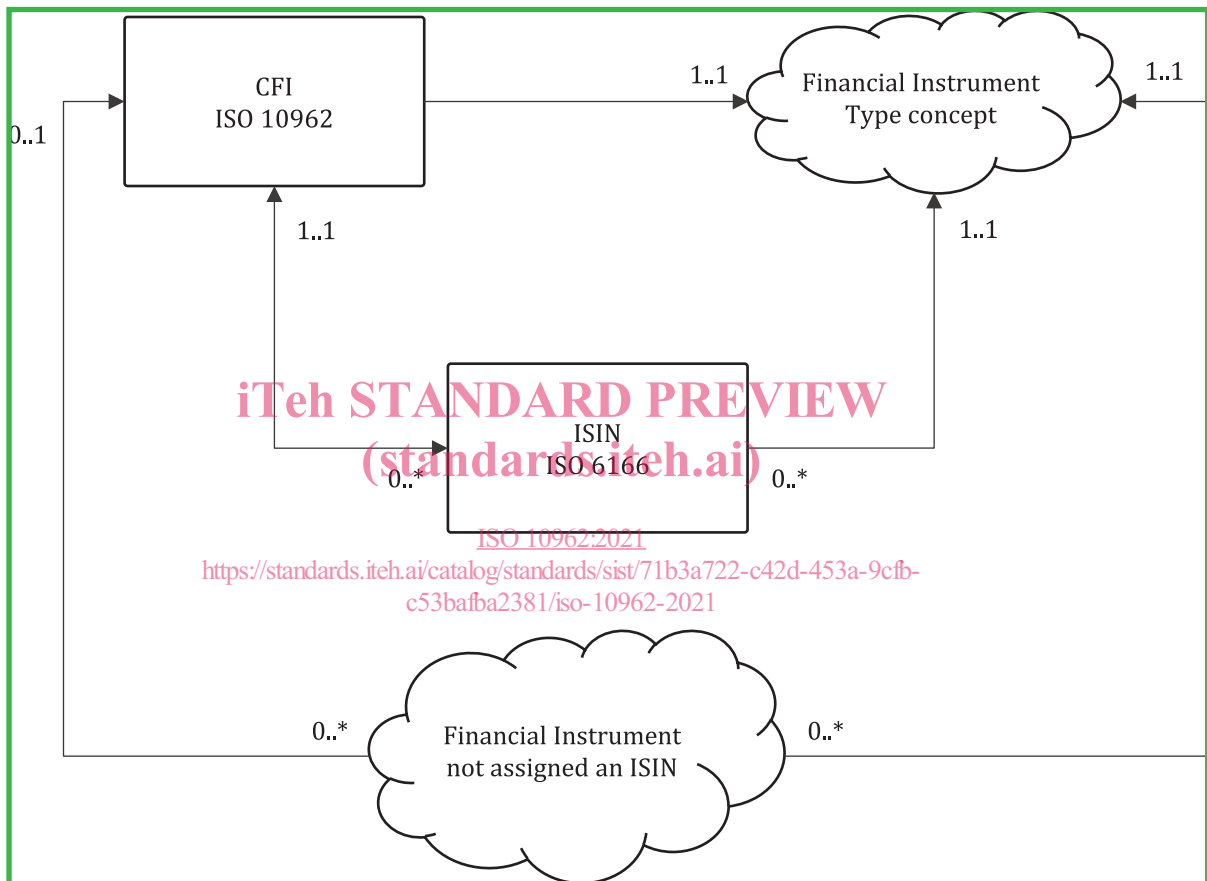 CFI
ISO 10962
1..1
Financial Instrument
Type concept
1..1
0..1
1..1
1..1
iTeh STANDARD PREVIEW
(standards.iteh.ai)
ISIN
ISO 6166
0..*
0..*
ISO 10962:2021
https://standards.iteh.ai/catalog/standards/sist/71b3a722-c42d-453a-9cfb-
c53bafba2381/iso-10962-2021
0..*
Financial Instrument
not assigned an ISIN
0..*